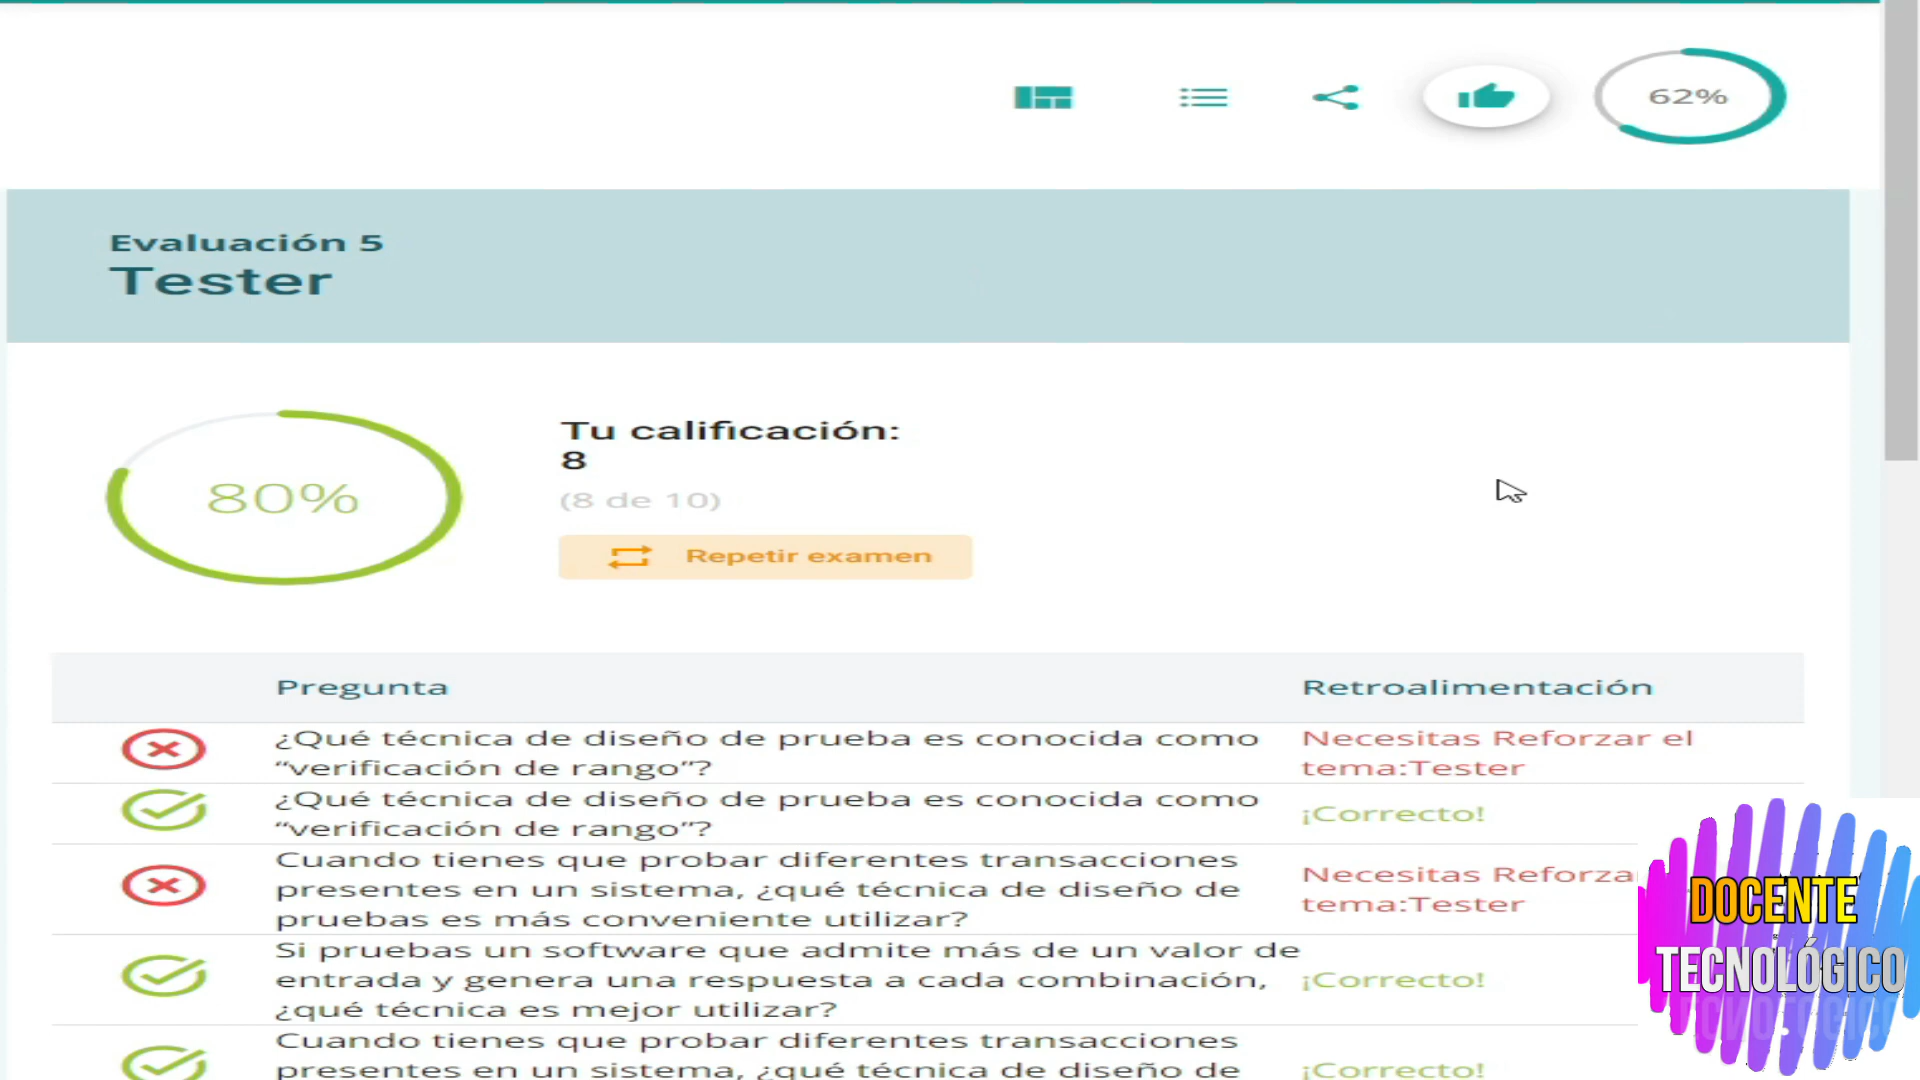 62%
Evaluación 5
Tester
80%
Tu calificación:
8
(8 de 10)
Repetir examen
Pregunta
Retroalimentación
¿Qué técnica de diseño de prueba es conocida como
“verificación de rango”?
Necesitas Reforzar el
tema:Tester
¿Qué técnica de diseño de prueba es conocida como
“verificación de rango”?
¡Correcto!
Cuando tienes que probar diferentes transacciones
presentes en un sistema, ¿qué técnica de diseño de
pruebas es más conveniente utilizar?
Necesitas Reforza
tema:Tester
Si pruebas un software que admite más de un valor de
entrada y genera una respuesta a cada combinación,
¿qué técnica es mejor utilizar?
¡Correcto!
Cuando tienes que probar diferentes transacciones
presentes en un sistema, ¿qué técnica de diseño de
¡Correcto!
DOCENTE
TECNOLÓGICO